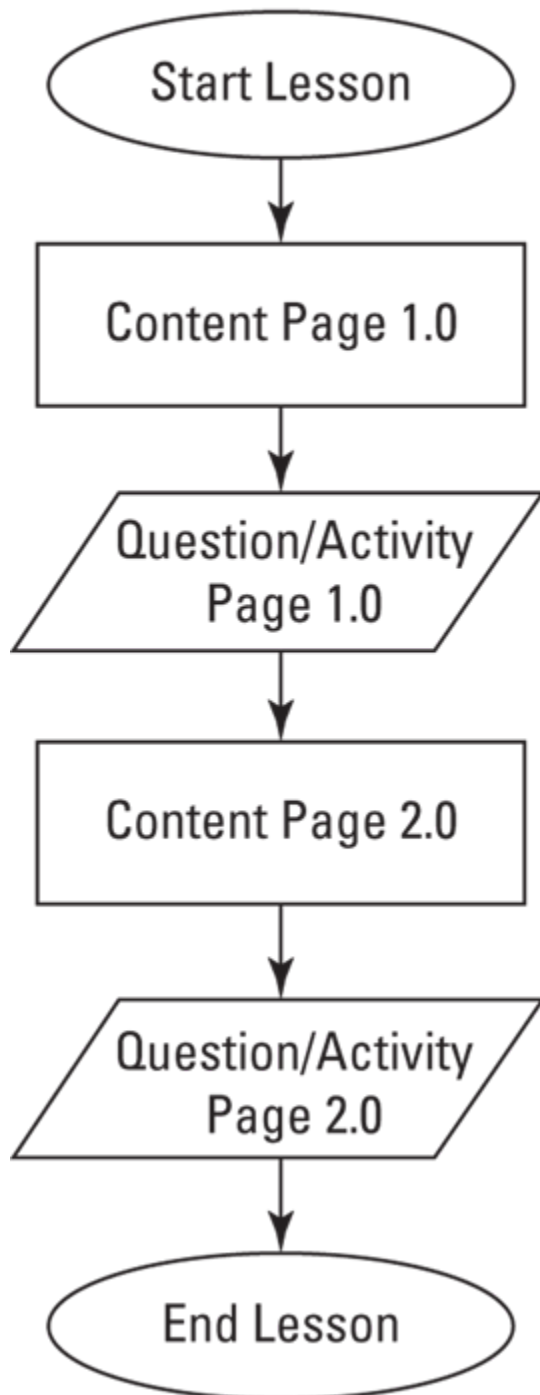 Start Lesson
Content Page 1.0
Question/Activity
Page 1.0
Content Page 2.0
Question/Activity
Page 2.0
End Lesson